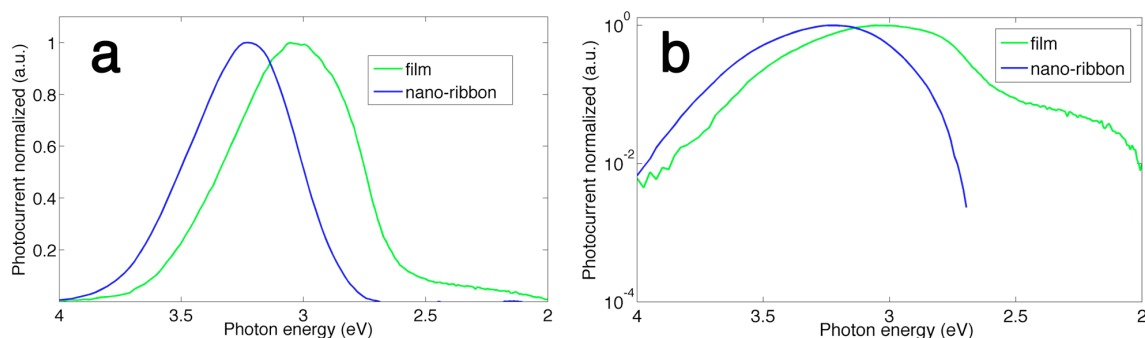 a
Photocurrent normalized (a.u.)
1
0.8
0.6
0.4
0.2
film
nano-ribbon
4
3.5
3
2.5
2
Photon energy (eV)
b
Photocurrent normalized (a.u.)
10^0
10^-2
10^-4
film
nano-ribbon
4
3.5
3
2.5
2
Photon energy (eV)